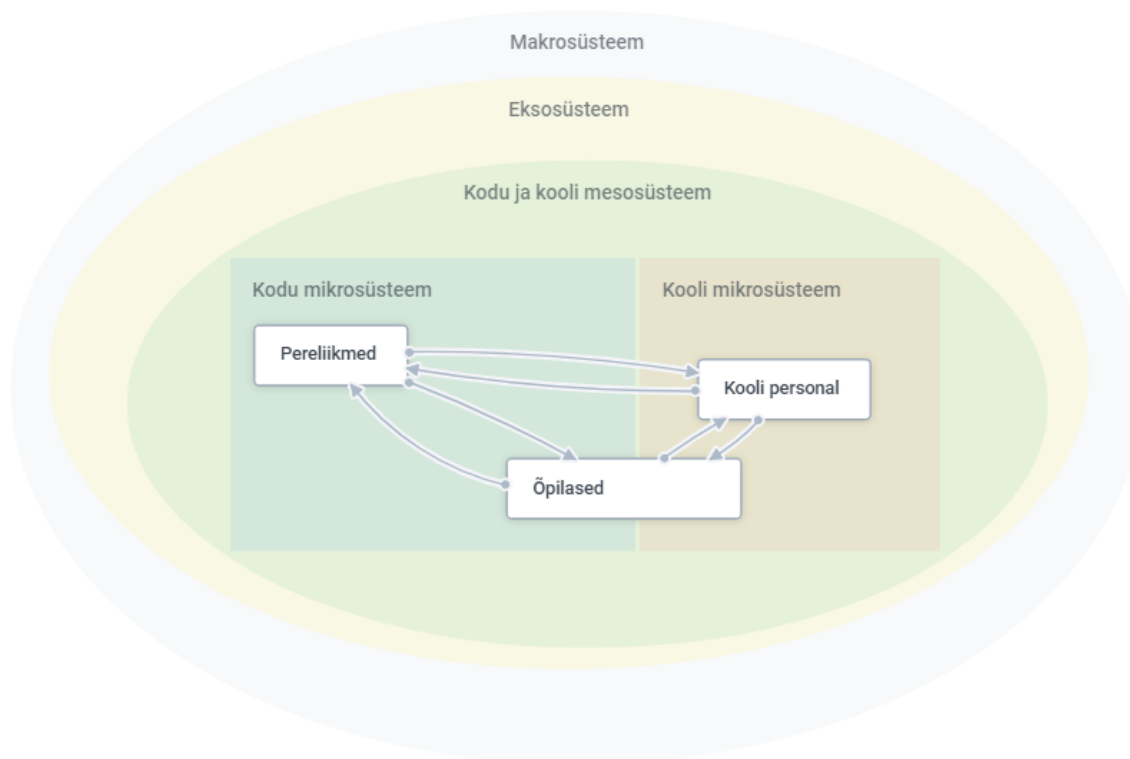 Makrosüsteem
Eksosüsteem
Kodu ja kooli mesosüsteem
Kodu mikrosüsteem
Kooli mikrosüsteem
Pereliikmed
Kooli personal
Õpilased